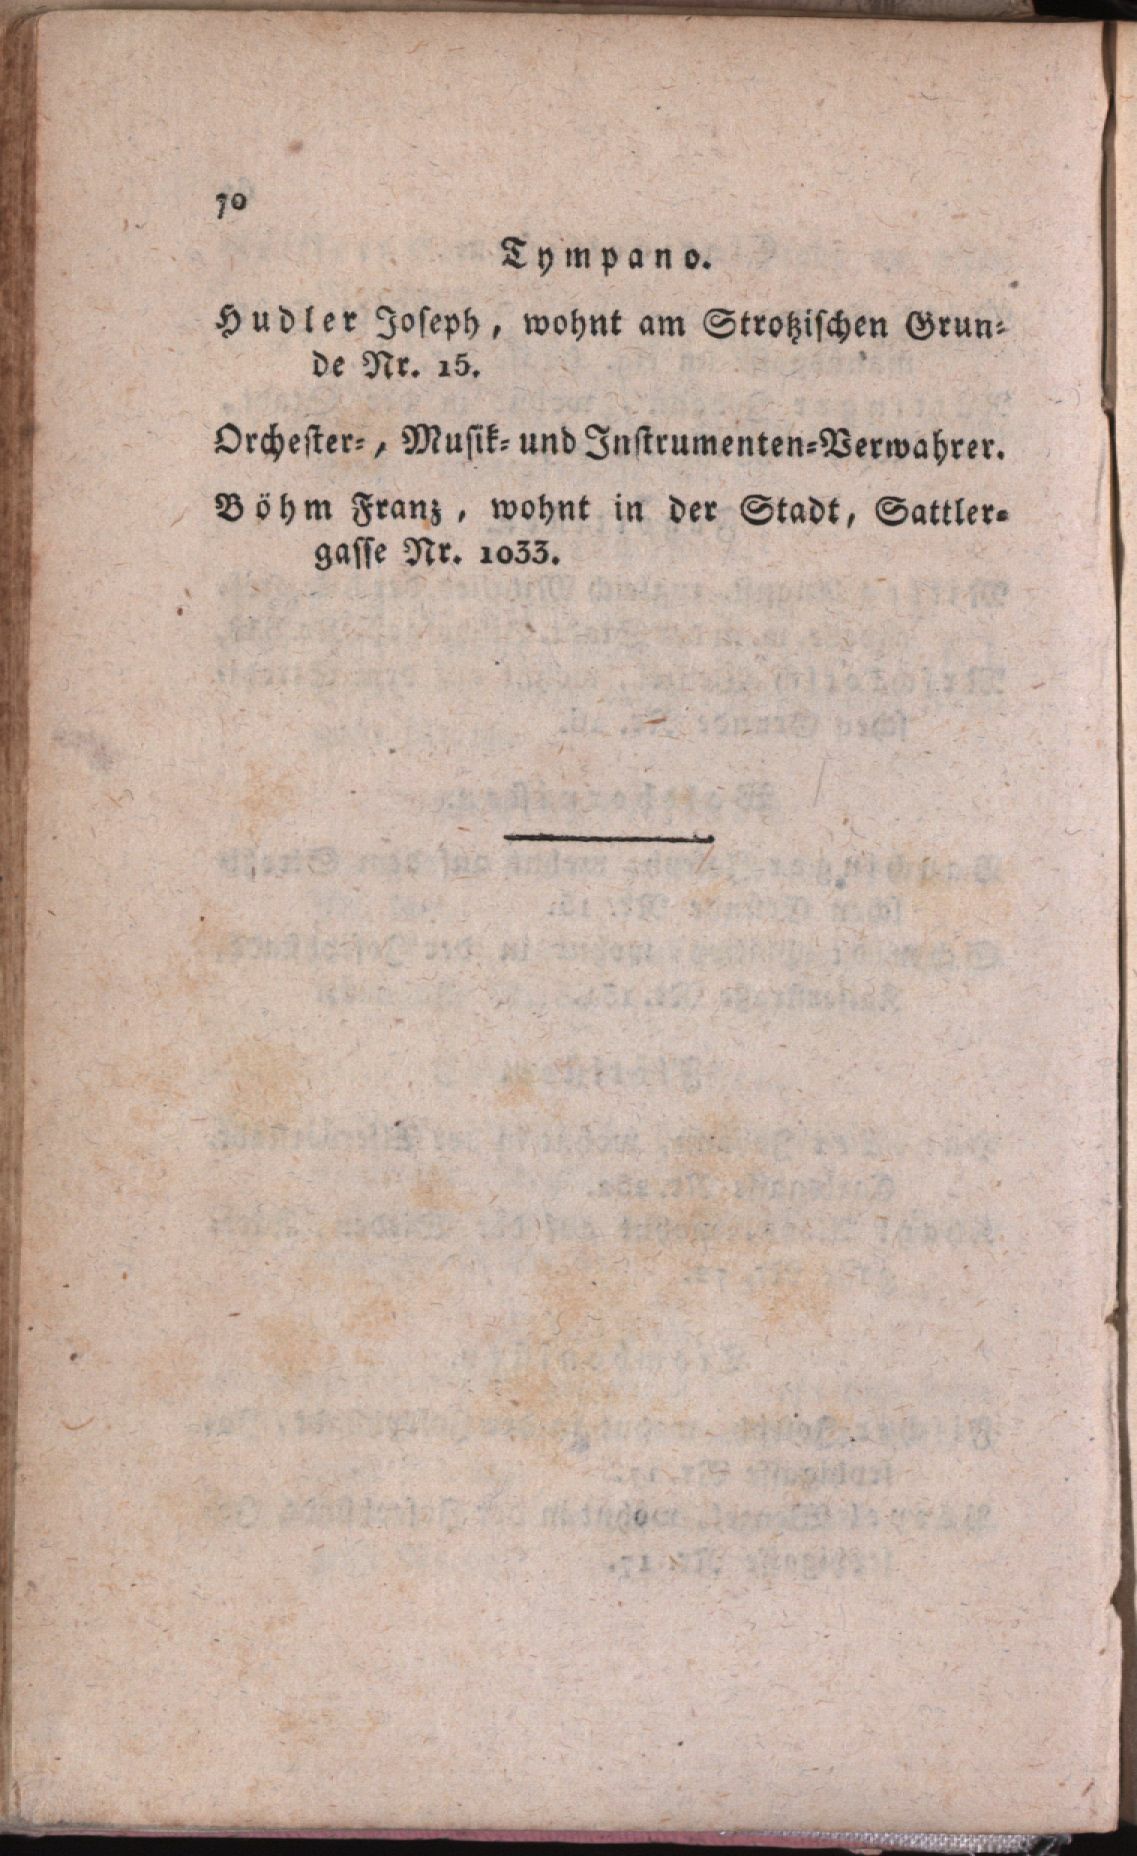 70
Tympano.
Hudler Joseph, wohnt am Strotzischen Grun-
de Nr. 15.
Orchester-, Musik- und Instrumenten-Verwahrer.
Böhm Franz, wohnt in der Stadt, Sattler-
gasse Nr. 1033.